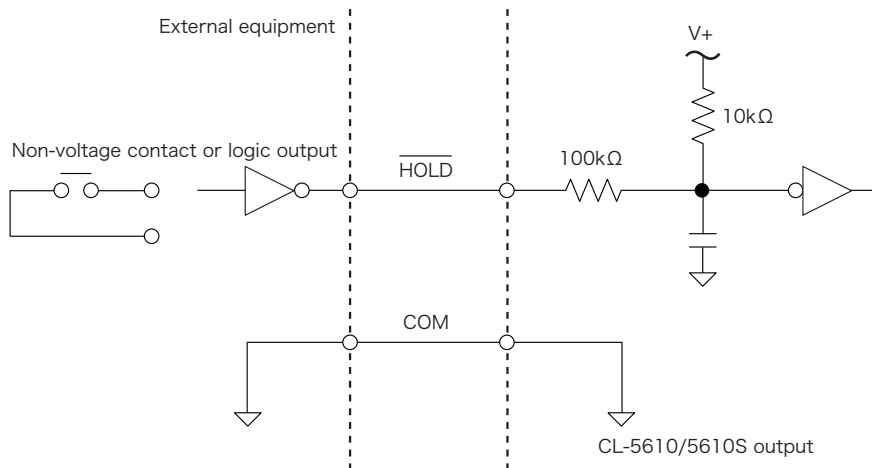 External equipment
V+
10kΩ
Non-voltage contact or logic output
HOLD
100kΩ
COM
CL-5610/5610S output